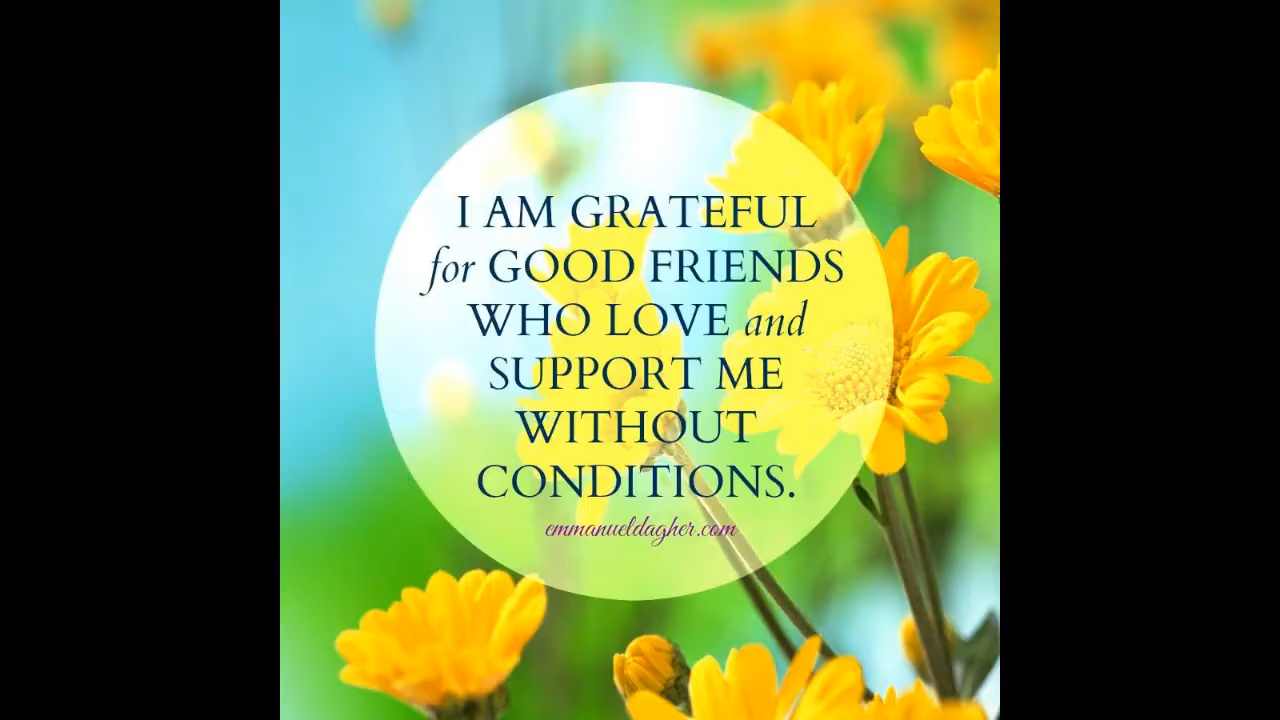 I AM GRATEFUL
for GOOD FRIENDS
WHO LOVE and
SUPPORT ME
WITHOUT
CONDITIONS.
emmanueldagher.com